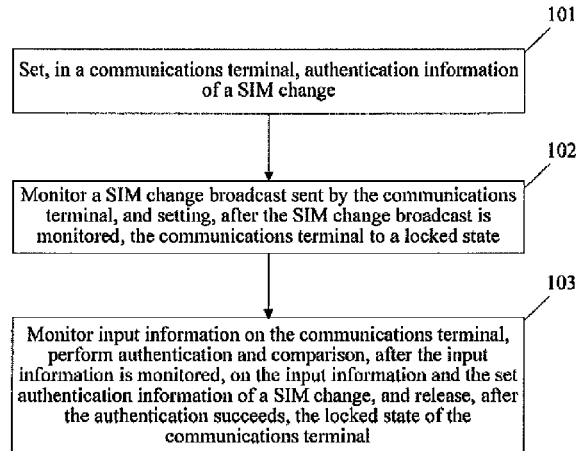 101
Set, in a communications terminal, authentication information
of a SIM change
102
Monitor a SIM change broadcast sent by the communications
terminal, and setting, after the SIM change broadcast is
monitored, the communications terminal to a locked state
103
Monitor input information on the communications terminal,
perform authentication and comparison, after the input
information is monitored, on the input information and the set
authentication information of a SIM change, and release, after
the authentication succeeds, the locked state of the
communications terminal